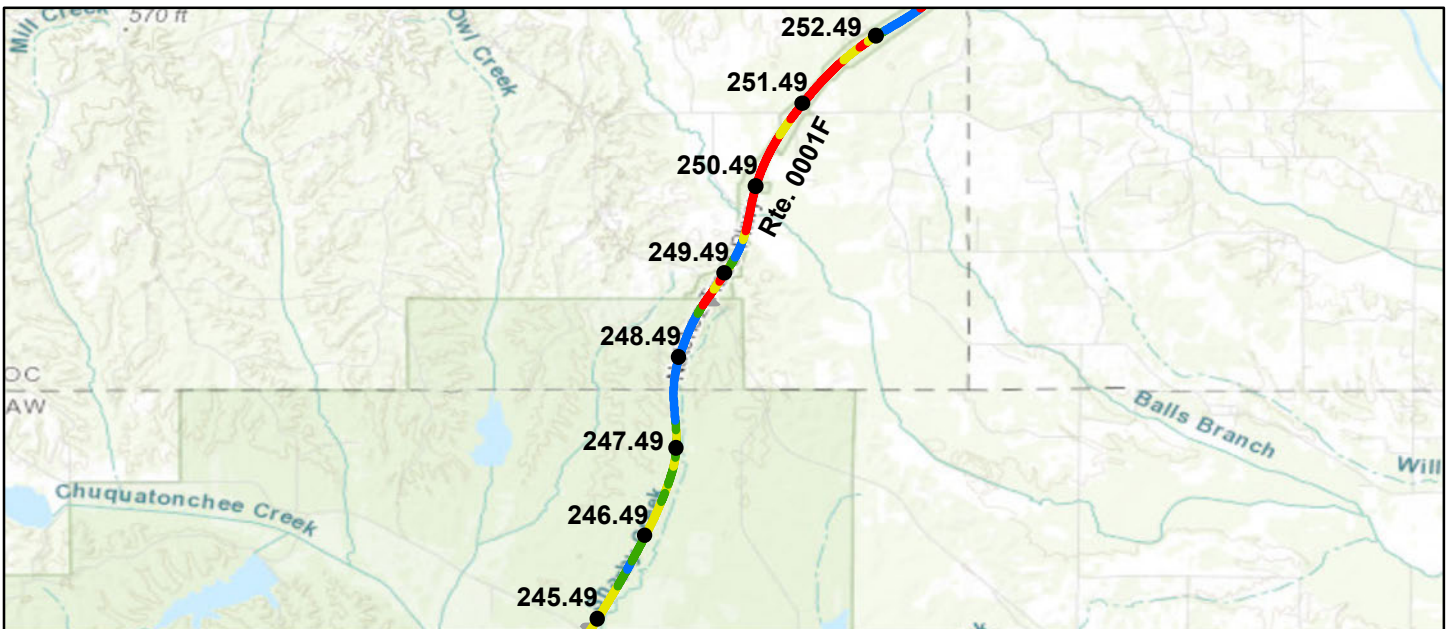 570 ft
Mill Creek
Owl Creek
252.49
251.49
250.49
Rte. 0001F
249.49
248.49
OC
AW
247.49
Balls Branch
Will
Chuquatonchee Creek
246.49
245.49